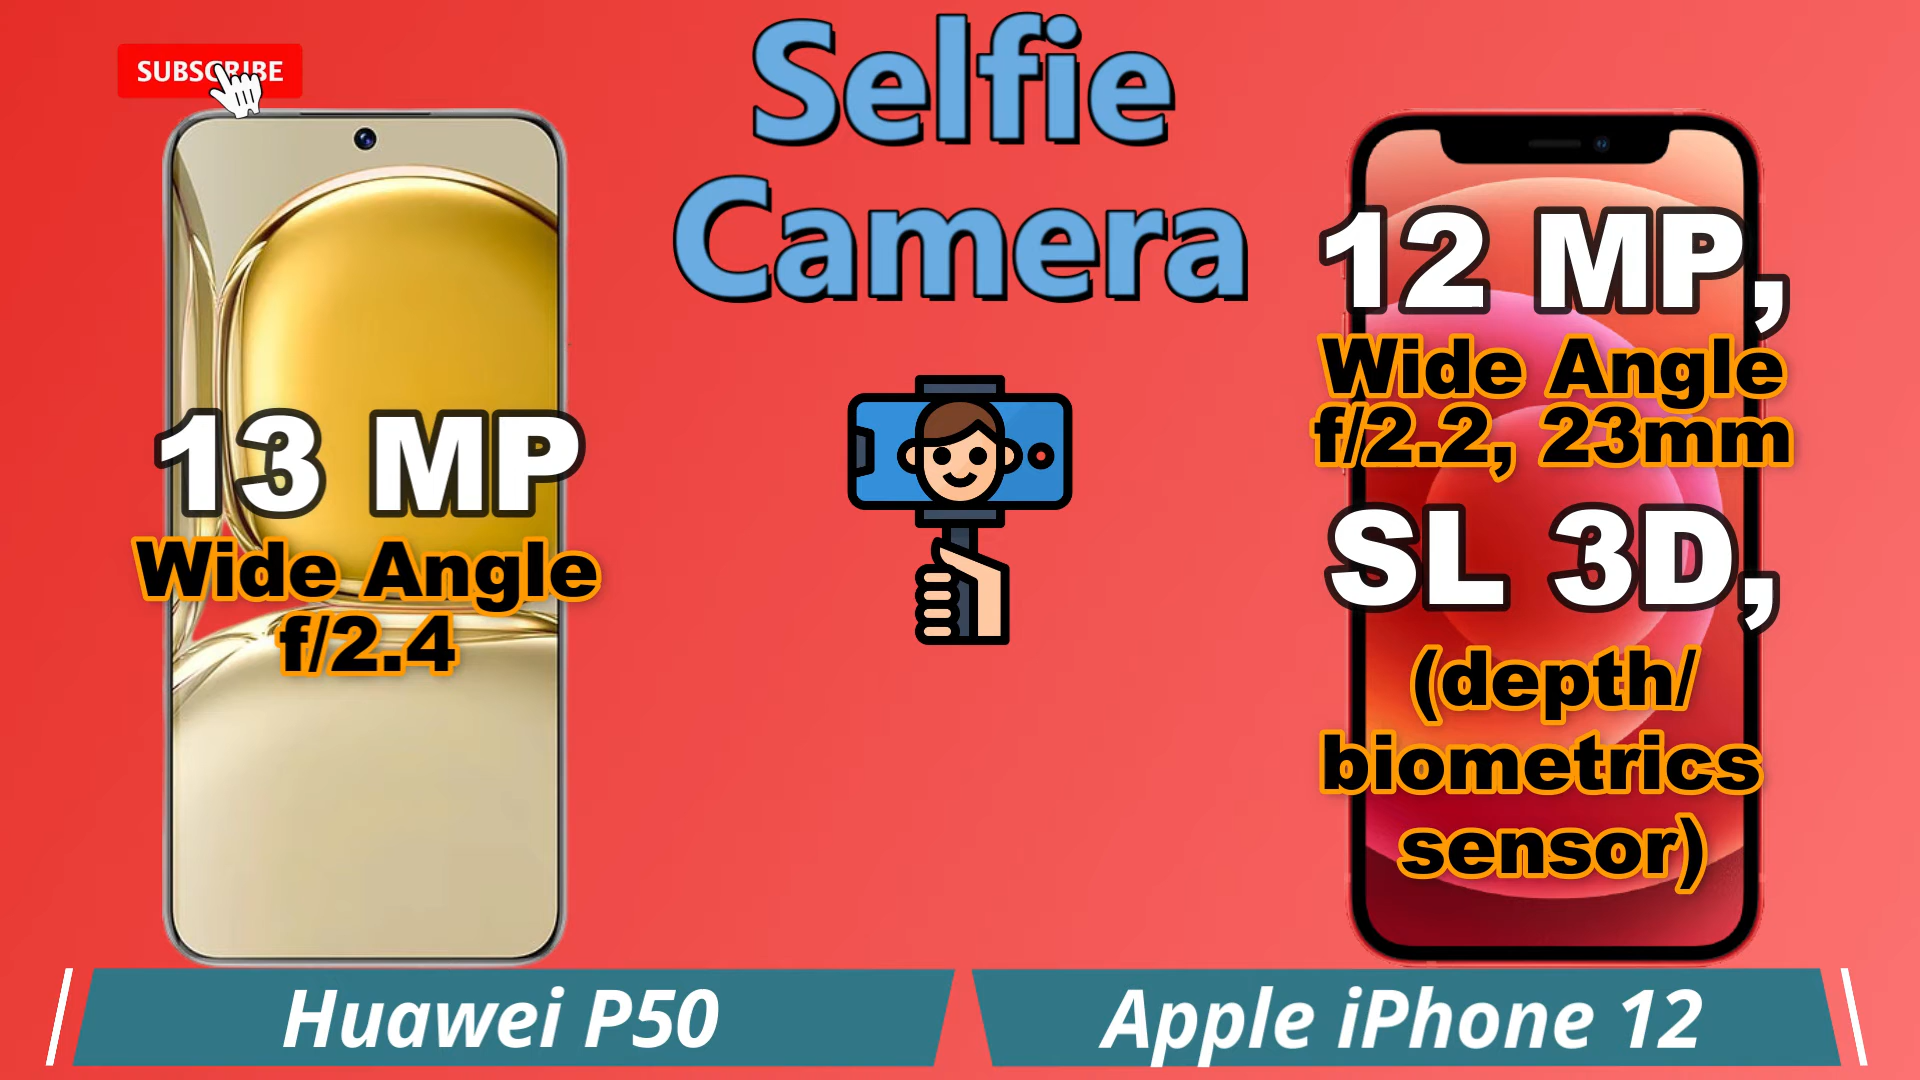 SUBSCRIBE
Selfie
Camera
13 MP
Wide Angle
f/2.4
12 MP,
Wide Angle
f/2.2, 23mm
SL 3D,
(depth/
biometrics
sensor)
Huawei P50
Apple iPhone 12